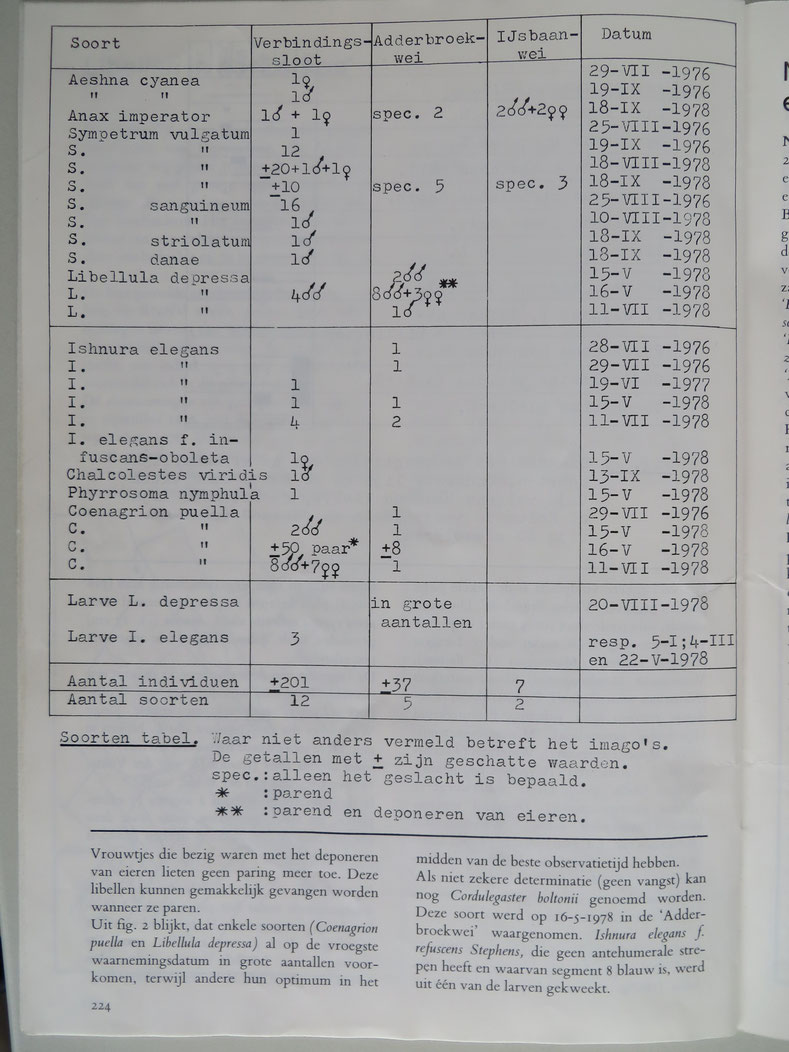 Soort Verbindings- Adderbroek- IJsbaan- Datum
sloot wei wei
Aeshna cyanea 1♀ 29-VII -1976
" " 1♂ 19-IX -1976
Anax imperator 1♂ + 1♀ spec. 2 2♂♂+2♀♀ 18-IX -1978
Sympetrum vulgatum 1 25-VIII-1976
S. " 12 19-IX -1976
S. " ±20+1♂+1♀ 18-VIII-1978
S. " ±10 spec. 5 spec. 3 18-IX -1978
S. sanguineum 16 25-VIII-1976
S. " 1♂ 10-VIII-1978
S. striolatum 1♂ 18-IX -1978
S. danae 1♂ 18-IX -1978
Libellula depressa 2♂♂ 15-V -1978
L. " 4♂♂ 8♂♂+3♀♀** 16-V -1978
L. " 1♂ 11-VII -1978
Ishnura elegans 1 28-VII -1976
I. " 1 29-VII -1976
I. " 1 19-VI -1977
I. " 1 1 15-V -1978
I. " 4 2 11-VII -1978
I. elegans f. in-
fuscans-oboleta 1♀ 15-V -1978
Chalcolestes viridis 1♂ 13-IX -1978
Phyrrosoma nymphula 1 15-V -1978
Coenagrion puella 1 29-VII -1976
C. " 2♂♂ 1 15-V -1978
C. " ±50 paar* ±8 16-V -1978
C. " 8♂♂+7♀♀ 1 11-VII -1978
Larve L. depressa in grote 20-VIII-1978
aantallen
Larve I. elegans 3 resp. 5-I;4-III
en 22-V-1978
Aantal individuen ±201 ±37 7
Aantal soorten 12 5 2
Soorten tabel. Waar niet anders vermeld betreft het imago's.
De getallen met ± zijn geschatte waarden.
spec.:alleen het geslacht is bepaald.
* :parend
** :parend en deponeren van eieren.
Vrouwtjes die bezig waren met het deponeren
van eieren lieten geen paring meer toe. Deze
libellen kunnen gemakkelijk gevangen worden
wanneer ze paren.
Uit fig. 2 blijkt, dat enkele soorten (Coenagrion
puella en Libellula depressa) al op de vroegste
waarnemingsdatum in grote aantallen voor-
komen, terwijl andere hun optimum in het
224
midden van de beste observatietijd hebben.
Als niet zekere determinatie (geen vangst) kan
nog Cordulegaster boltonii genoemd worden.
Deze soort werd op 16-5-1978 in de 'Adder-
broekwei' waargenomen. Ishnura elegans f.
refuscens Stephens, die geen antehumerale stre-
pen heeft en waarvan segment 8 blauw is, werd
uit één van de larven gekweekt.